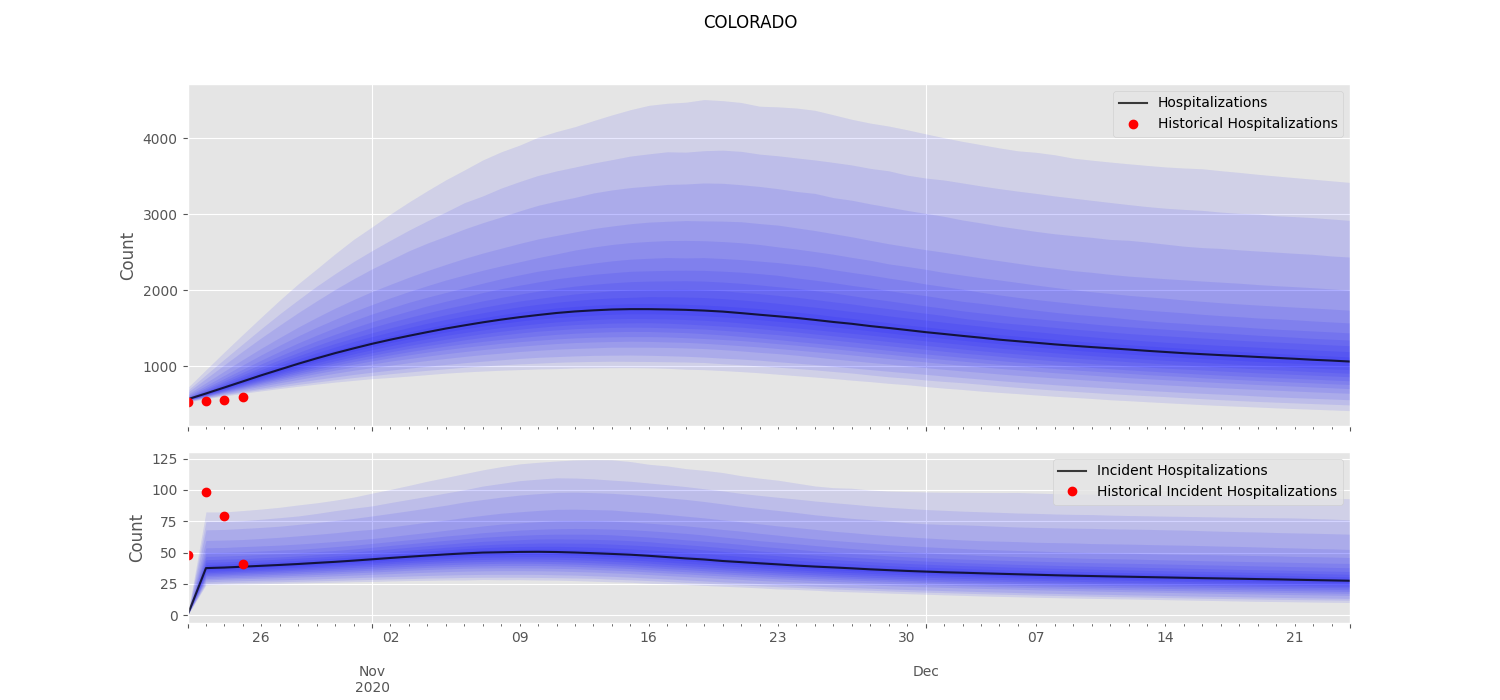 COLORADO
Hospitalizations
Historical Hospitalizations
Count
4000
3000
2000
1000
Incident Hospitalizations
Historical Incident Hospitalizations
Count
125
100
75
50
25
0
26 02 09 16 23 30 07 14 21
Nov Dec
2020